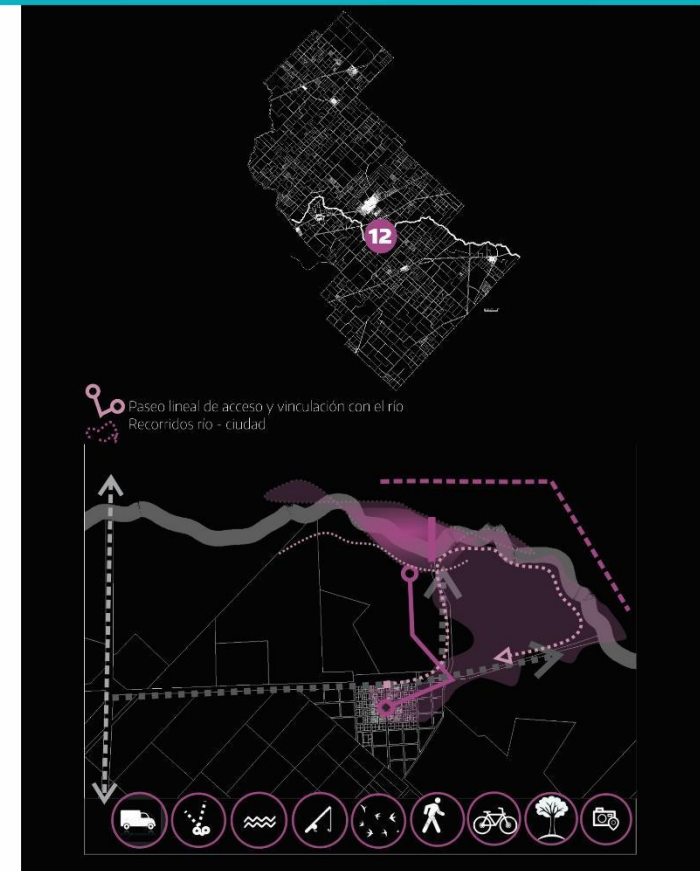 12
Paseo lineal de acceso y vinculación con el río
Recorridos río - ciudad